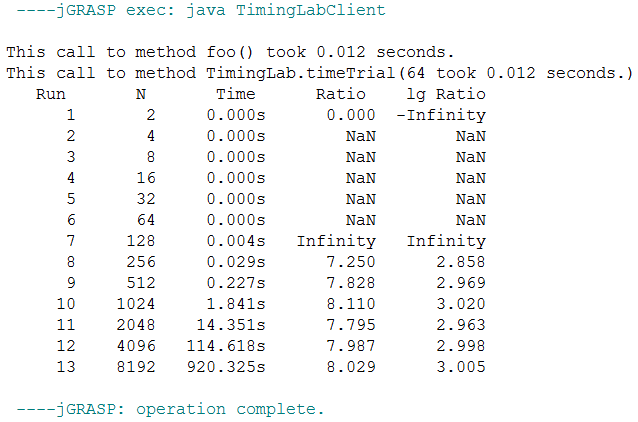 ----jGRASP exec: java TimingLabClient
This call to method foo() took 0.012 seconds.
This call to method TimingLab.timeTrial(64 took 0.012 seconds.)
Run N Time Ratio lg Ratio
1 2 0.000s 0.000 -Infinity
2 4 0.000s NaN NaN
3 8 0.000s NaN NaN
4 16 0.000s NaN NaN
5 32 0.000s NaN NaN
6 64 0.000s NaN NaN
7 128 0.004s Infinity Infinity
8 256 0.029s 7.250 2.858
9 512 0.227s 7.828 2.969
10 1024 1.841s 8.110 3.020
11 2048 14.351s 7.795 2.963
12 4096 114.618s 7.987 2.998
13 8192 920.325s 8.029 3.005
----jGRASP: operation complete.